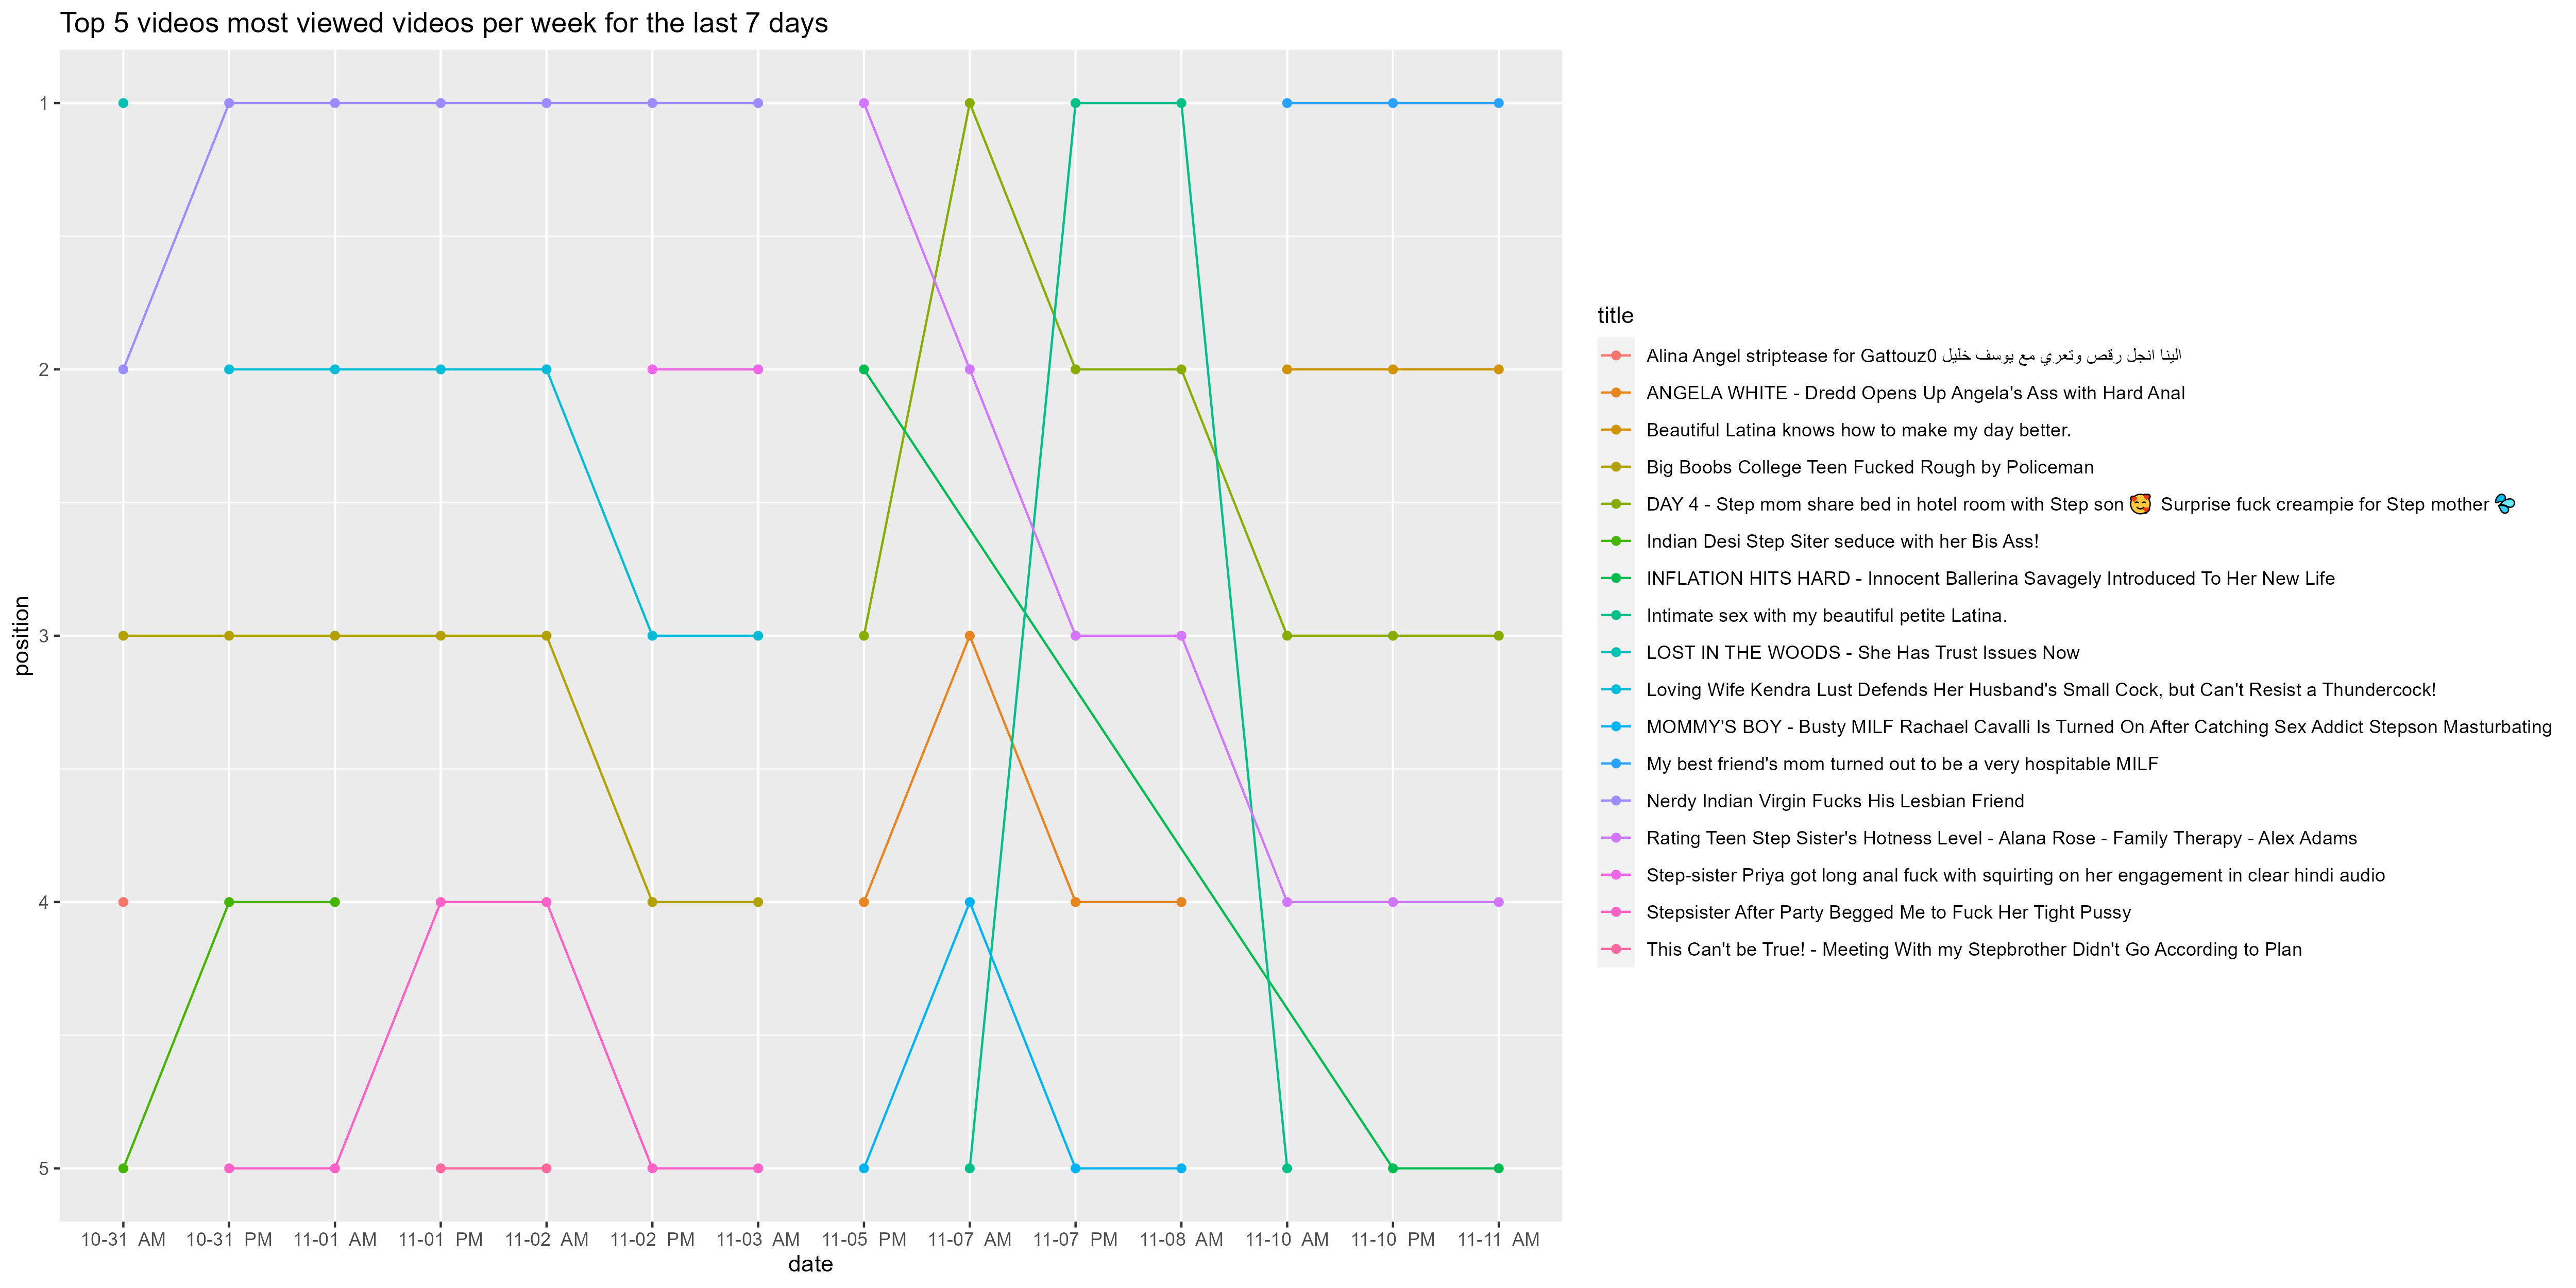 Top 5 videos most viewed videos per week for the last 7 days
position
1
2
3
4
5
10-31 AM
10-31 PM
11-01 AM
11-01 PM
11-02 AM
11-02 PM
11-03 AM
11-05 PM
11-07 AM
11-07 PM
11-08 AM
11-10 AM
11-10 PM
11-11 AM
date
title
Alina Angel striptease for Gattouz0 الينا انجل رقص وتعري مع يوسف خليل
ANGELA WHITE - Dredd Opens Up Angela's Ass with Hard Anal
Beautiful Latina knows how to make my day better.
Big Boobs College Teen Fucked Rough by Policeman
DAY 4 - Step mom share bed in hotel room with Step son 🥰 Surprise fuck creampie for Step mother 💦
Indian Desi Step Siter seduce with her Bis Ass!
INFLATION HITS HARD - Innocent Ballerina Savagely Introduced To Her New Life
Intimate sex with my beautiful petite Latina.
LOST IN THE WOODS - She Has Trust Issues Now
Loving Wife Kendra Lust Defends Her Husband's Small Cock, but Can't Resist a Thundercock!
MOMMY'S BOY - Busty MILF Rachael Cavalli Is Turned On After Catching Sex Addict Stepson Masturbating
My best friend's mom turned out to be a very hospitable MILF
Nerdy Indian Virgin Fucks His Lesbian Friend
Rating Teen Step Sister's Hotness Level - Alana Rose - Family Therapy - Alex Adams
Step-sister Priya got long anal fuck with squirting on her engagement in clear hindi audio
Stepsister After Party Begged Me to Fuck Her Tight Pussy
This Can't be True! - Meeting With my Stepbrother Didn't Go According to Plan